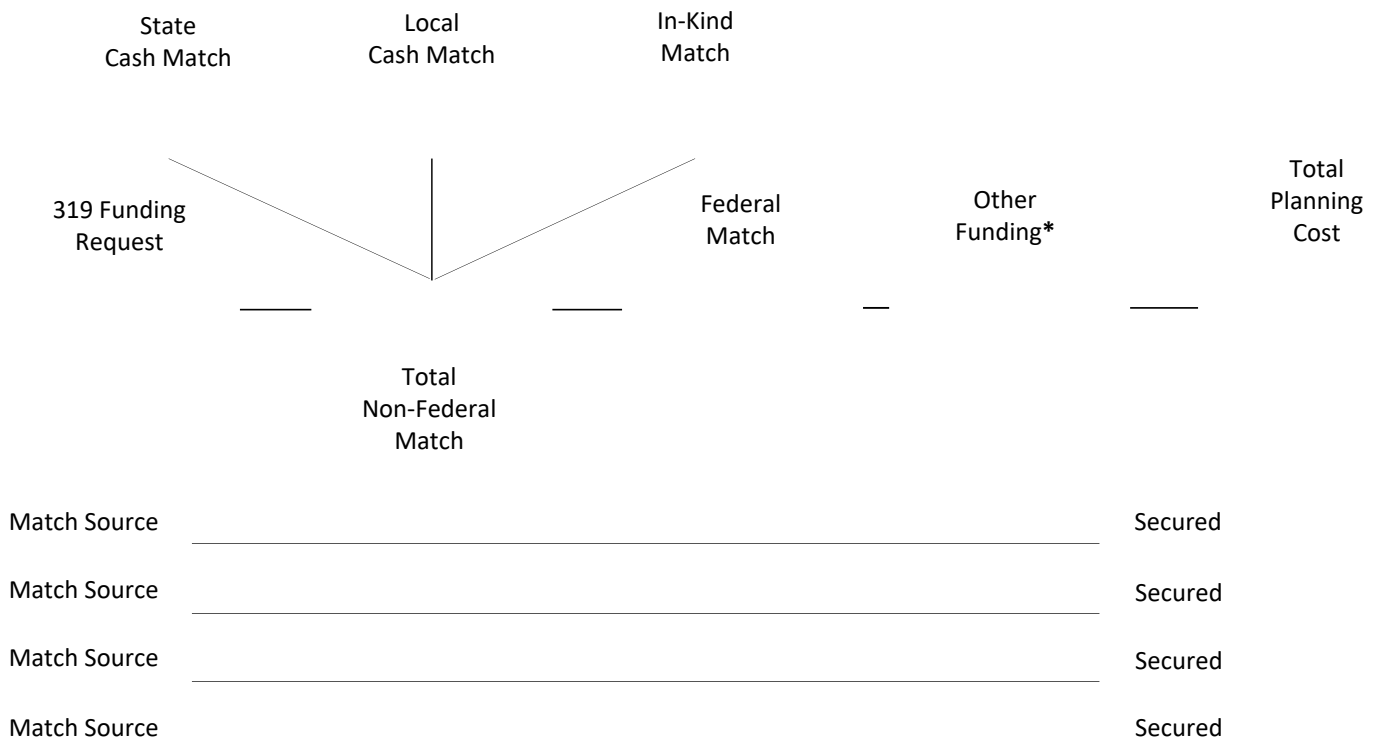 State
Cash Match
Local
Cash Match
In-Kind
Match
319 Funding
Request
Federal
Match
Other
Funding*
Total
Planning
Cost
Total
Non-Federal
Match
Match Source Secured
Match Source Secured
Match Source Secured
Match Source Secured